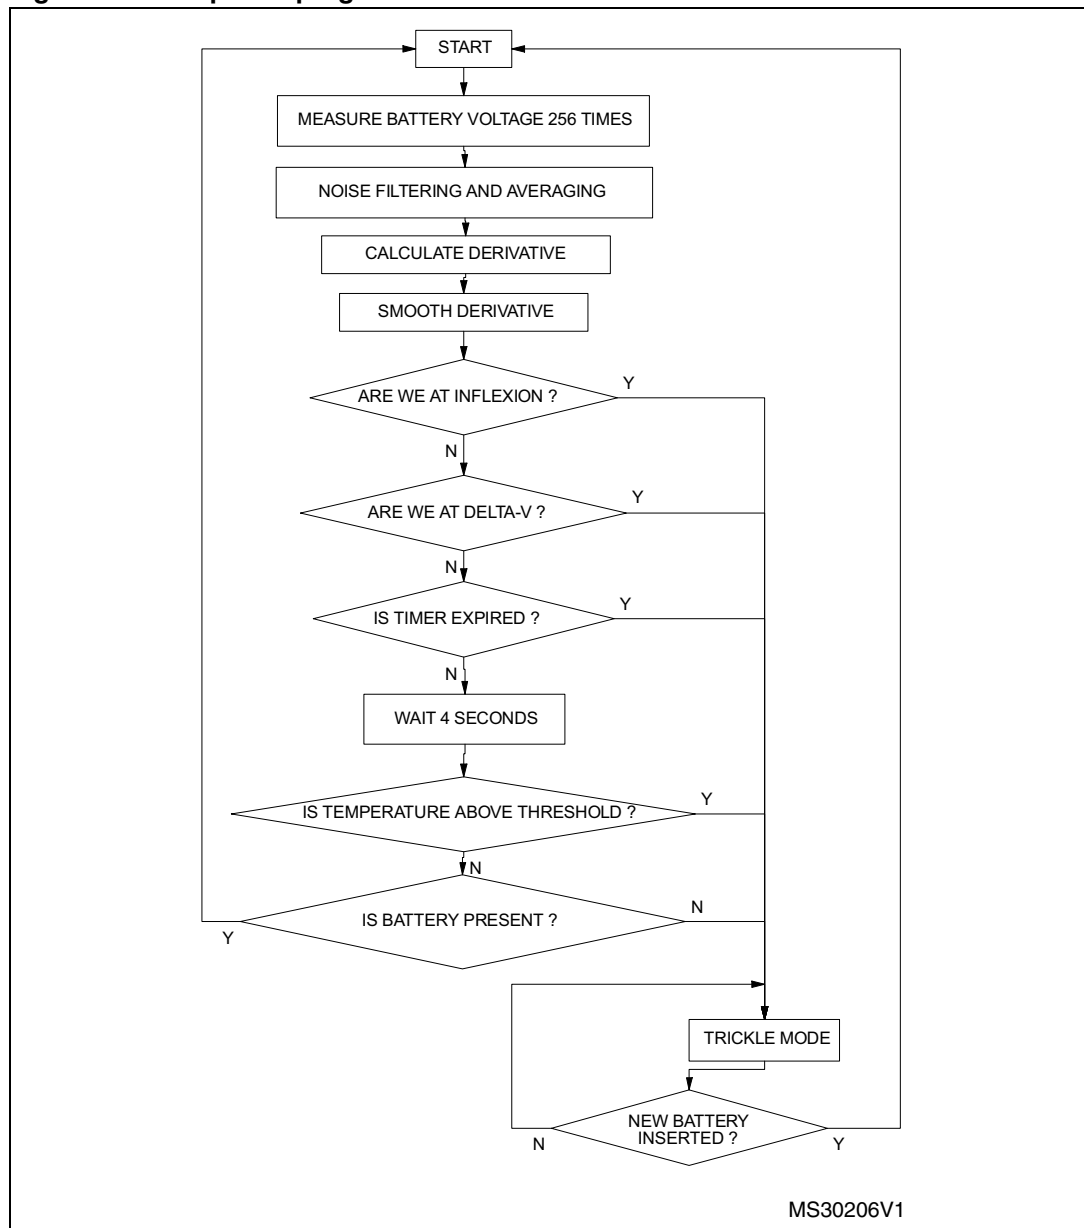 START
MEASURE BATTERY VOLTAGE 256 TIMES
NOISE FILTERING AND AVERAGING
CALCULATE DERIVATIVE
SMOOTH DERIVATIVE
ARE WE AT INFLEXION ?
Y
N
ARE WE AT DELTA-V ?
Y
N
IS TIMER EXPIRED ?
Y
N
WAIT 4 SECONDS
IS TEMPERATURE ABOVE THRESHOLD ?
Y
N
IS BATTERY PRESENT ?
N
Y
TRICKLE MODE
NEW BATTERY
INSERTED ?
N
Y
MS30206V1